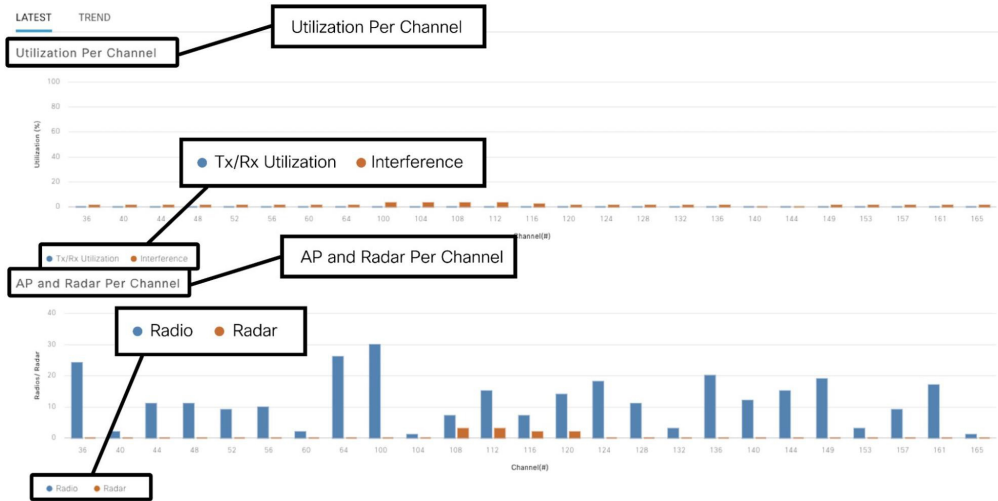 LATEST TREND
Utilization Per Channel
Utilization Per Channel
100
80
60
40
20
0
Utilization (%)
Tx/Rx Utilization Interference
36 40 44 48 52 56 60 64 100 104 108 112 116 120 124 128 132 136 140 144 149 153 157 161 165
Channel(#)
Tx/Rx Utilization Interference
AP and Radar Per Channel
AP and Radar Per Channel
40
30
20
10
0
Radios/ Radar
Radio Radar
36 40 44 48 52 56 60 64 100 104 108 112 116 120 124 128 132 136 140 144 149 153 157 161 165
Channel(#)
Radio Radar